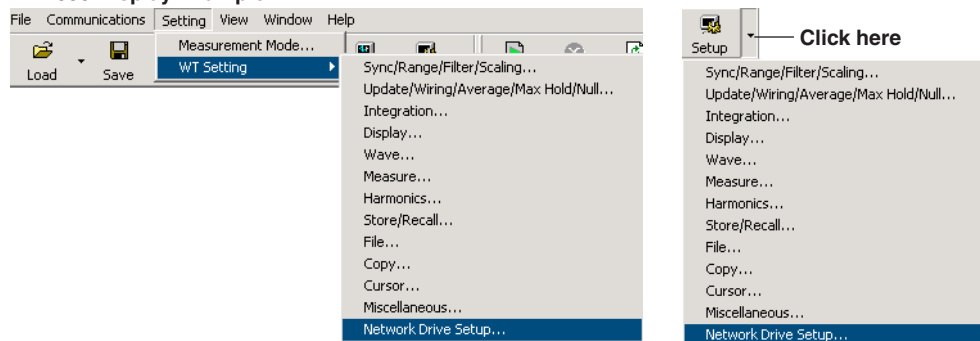 File Communications Setting View Window Help
Load Save
Measurement Mode...
WT Setting
Sync/Range/Filter/Scaling...
Update/Wiring/Average/Max Hold/Null...
Integration...
Display...
Wave...
Measure...
Harmonics...
Store/Recall...
File...
Copy...
Cursor...
Miscellaneous...
Network Drive Setup...
Setup
Click here
Sync/Range/Filter/Scaling...
Update/Wiring/Average/Max Hold/Null...
Integration...
Display...
Wave...
Measure...
Harmonics...
Store/Recall...
File...
Copy...
Cursor...
Miscellaneous...
Network Drive Setup...